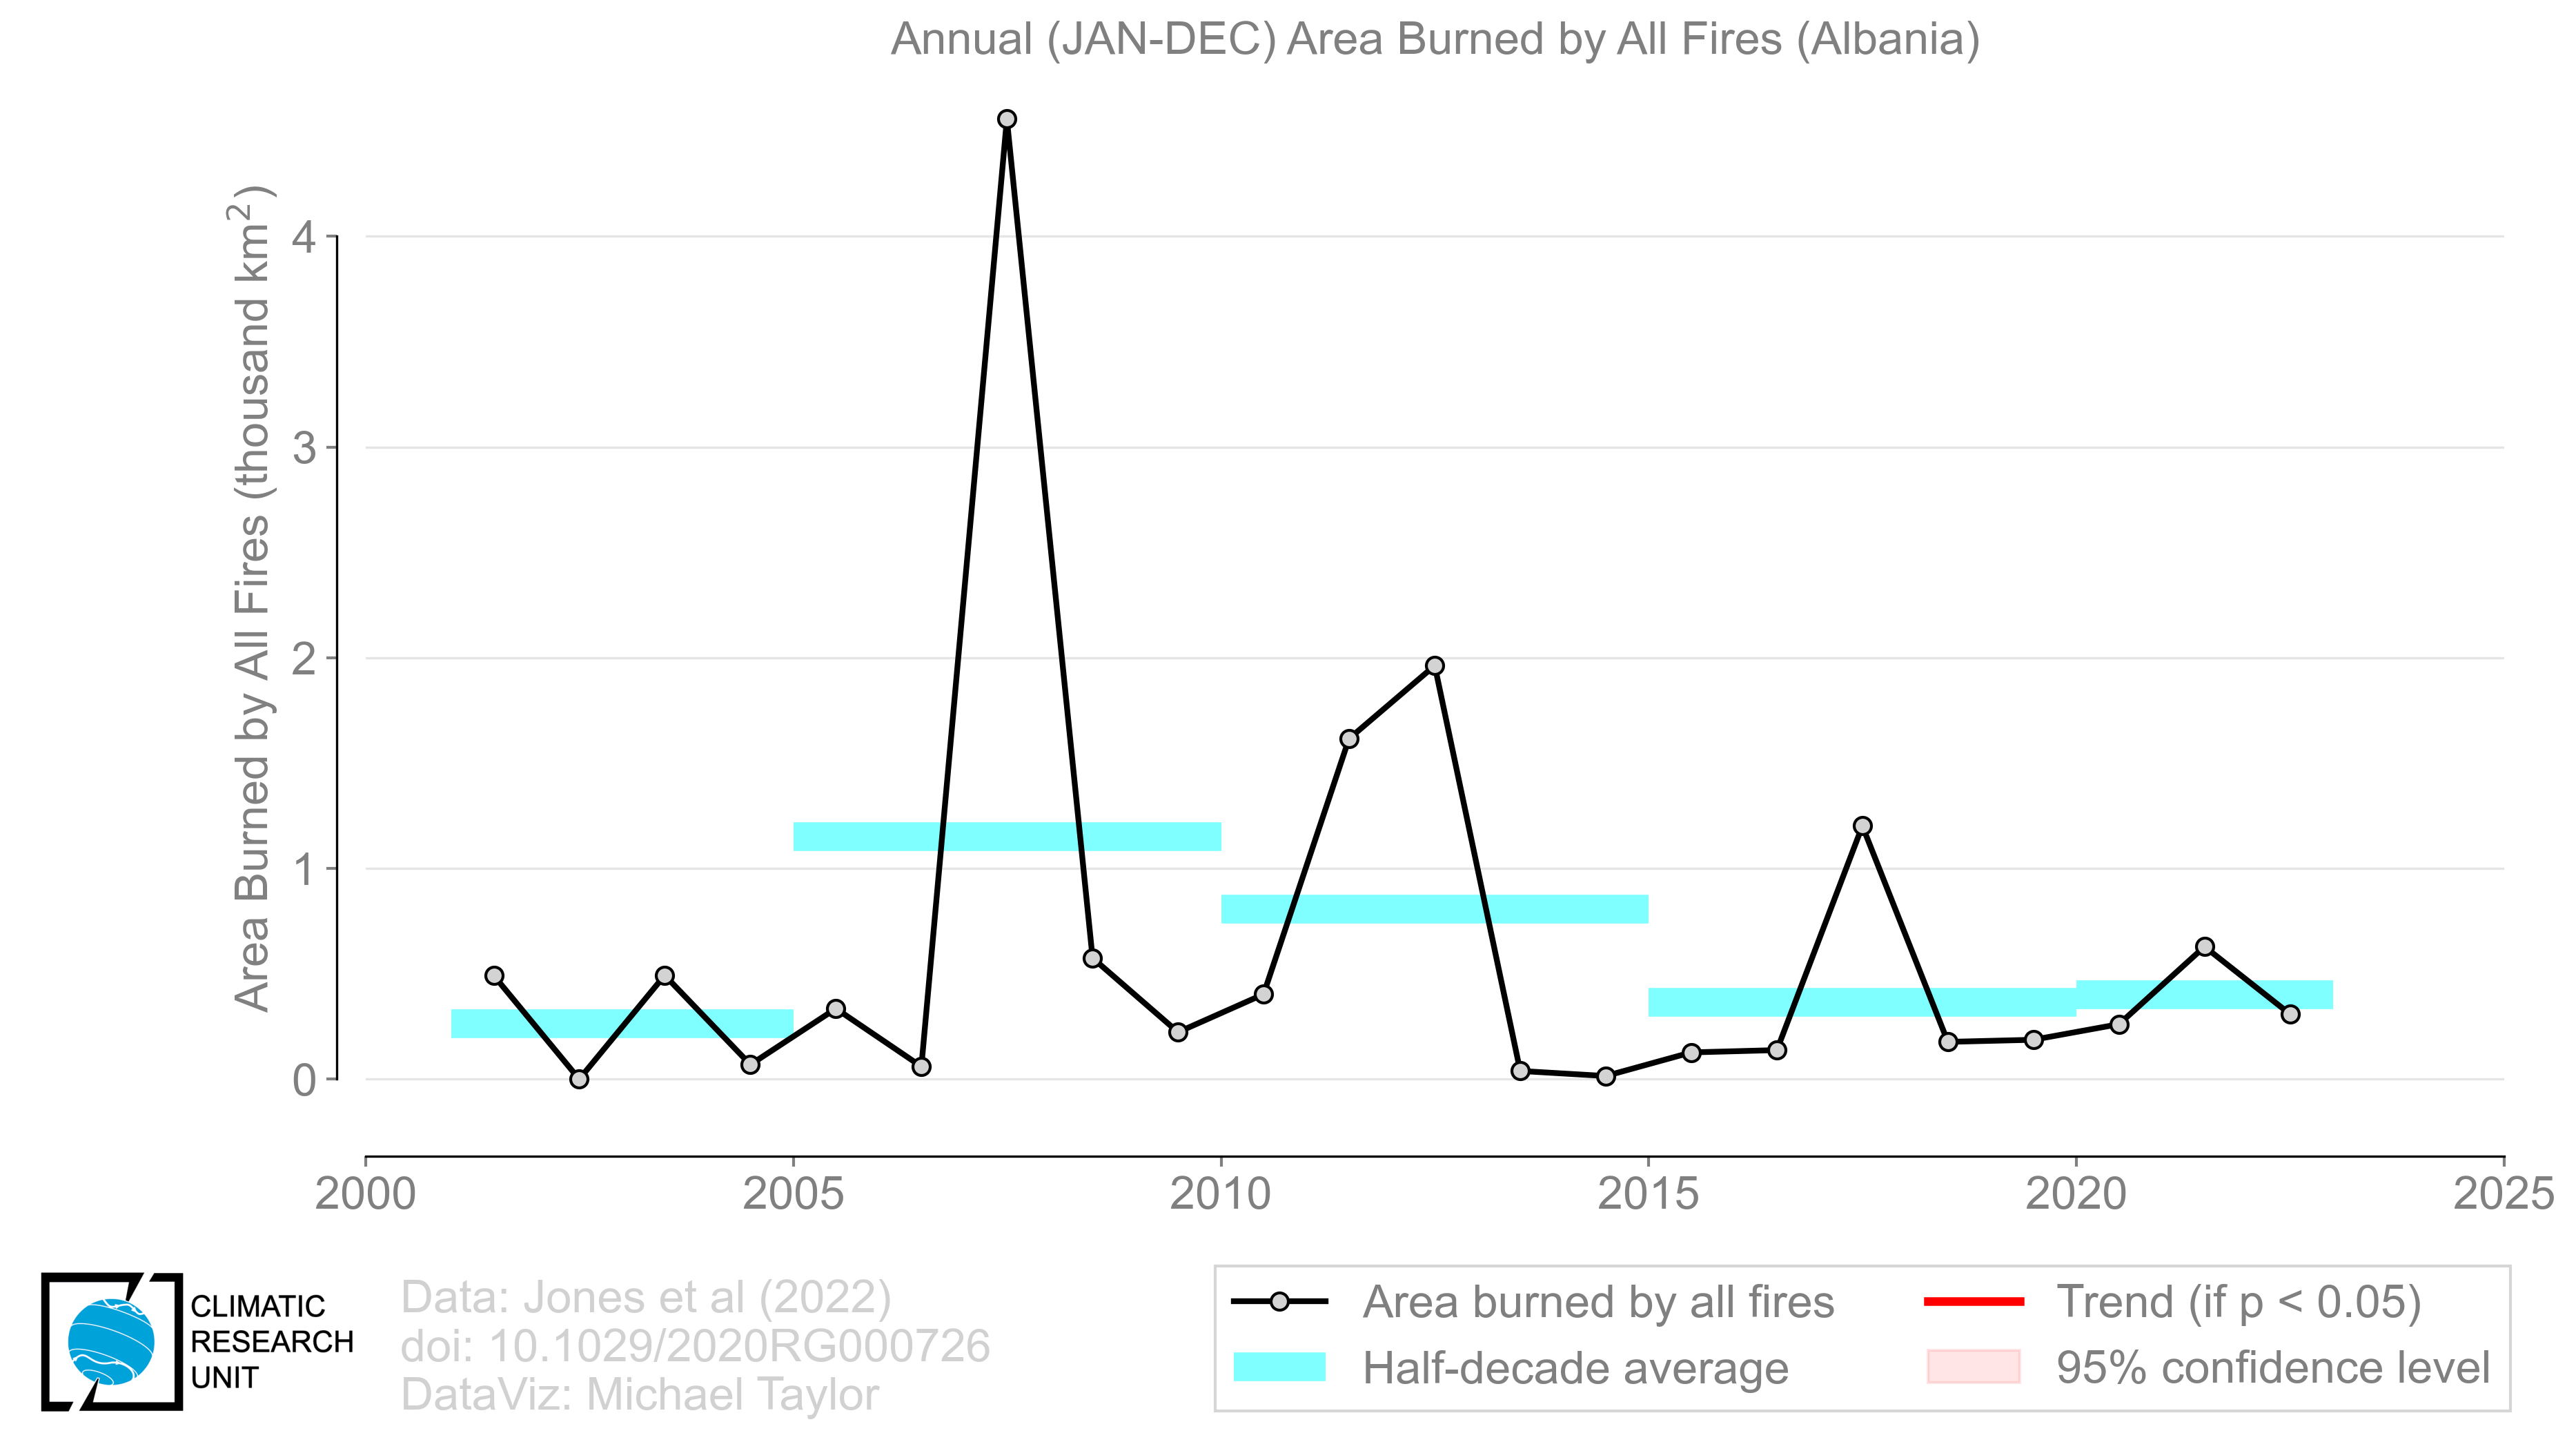 Annual (JAN-DEC) Area Burned by All Fires (Albania)
Area Burned by All Fires (thousand km²)
4
3
2
1
0
2000 2005 2010 2015 2020 2025
CLIMATIC
RESEARCH
UNIT
Data: Jones et al (2022)
doi: 10.1029/2020RG000726
DataViz: Michael Taylor
Area burned by all fires
Half-decade average
Trend (if p < 0.05)
95% confidence level